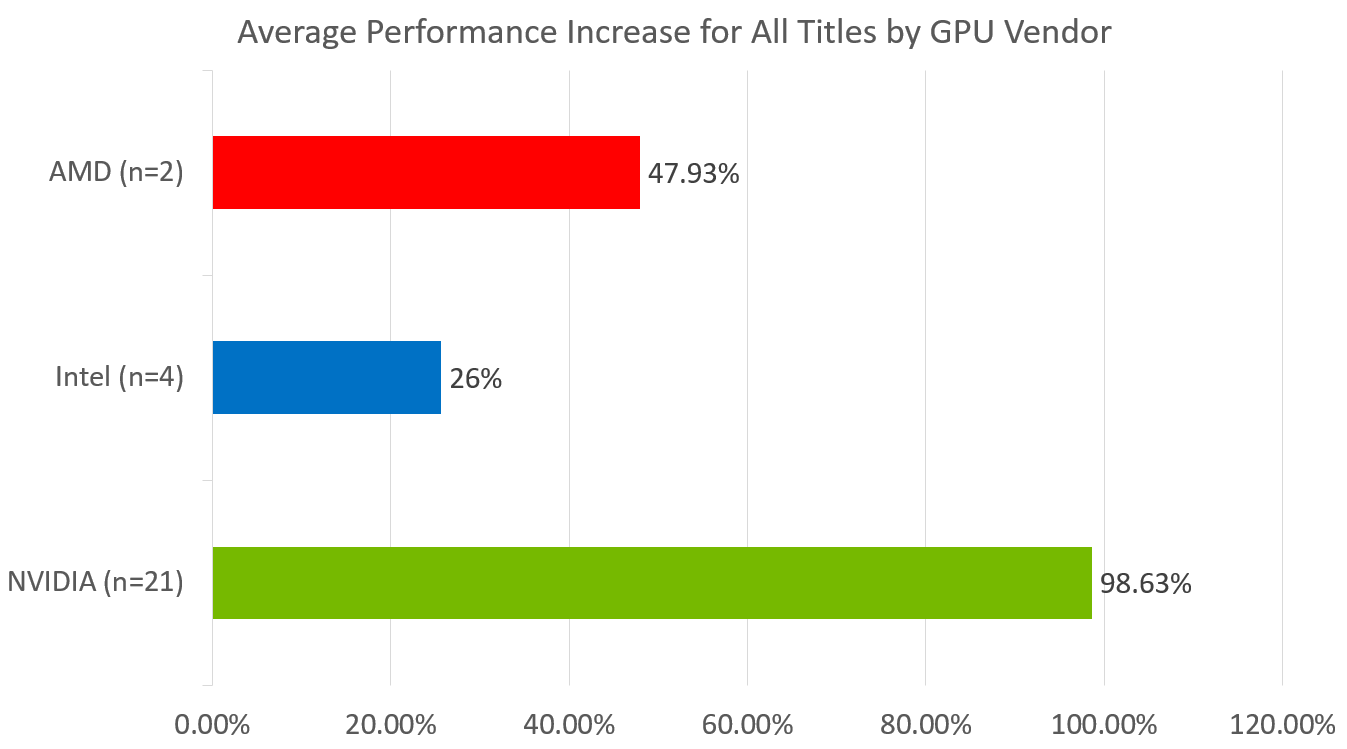 Average Performance Increase for All Titles by GPU Vendor
AMD (n=2)
47.93%
Intel (n=4)
26%
NVIDIA (n=21)
98.63%
0.00% 20.00% 40.00% 60.00% 80.00% 100.00% 120.00%